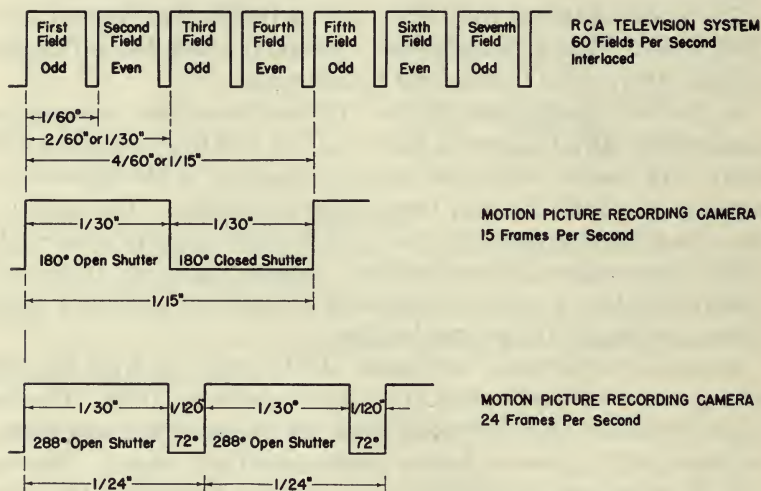 First Field Odd
Second Field Even
Third Field Odd
Fourth Field Even
Fifth Field Odd
Sixth Field Even
Seventh Field Odd
RCA TELEVISION SYSTEM
60 Fields Per Second
Interlaced
1/60"
2/60" or 1/30"
4/60" or 1/15"
1/30"
1/30"
MOTION PICTURE RECORDING CAMERA
15 Frames Per Second
180° Open Shutter
180° Closed Shutter
1/15"
1/30"
1/120"
1/30"
1/120"
MOTION PICTURE RECORDING CAMERA
24 Frames Per Second
288° Open Shutter
72°
288° Open Shutter
72°
1/24"
1/24"